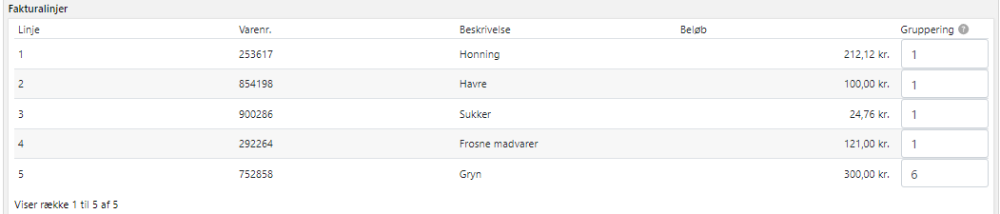 Fakturalinjer
Linje Varenr. Beskrivelse Beløb Gruppering ?
1 253617 Honning 212,12 kr. 1
2 854198 Havre 100,00 kr. 1
3 900286 Sukker 24,76 kr. 1
4 292264 Frosne madvarer 121,00 kr. 1
5 752858 Gryn 300,00 kr. 6
Viser række 1 til 5 af 5